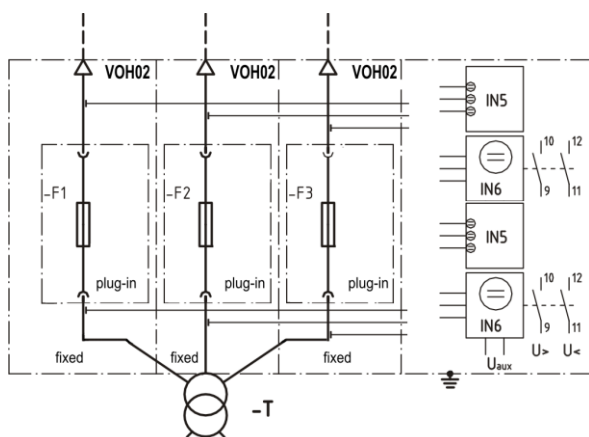 VOH02 VOH02 VOH02
IN5
10 12
-F1 -F2 -F3
IN6 9 11
IN5
plug-in plug-in plug-in
10 12
IN6 9 11
fixed fixed fixed
Uaux U> U<
-T